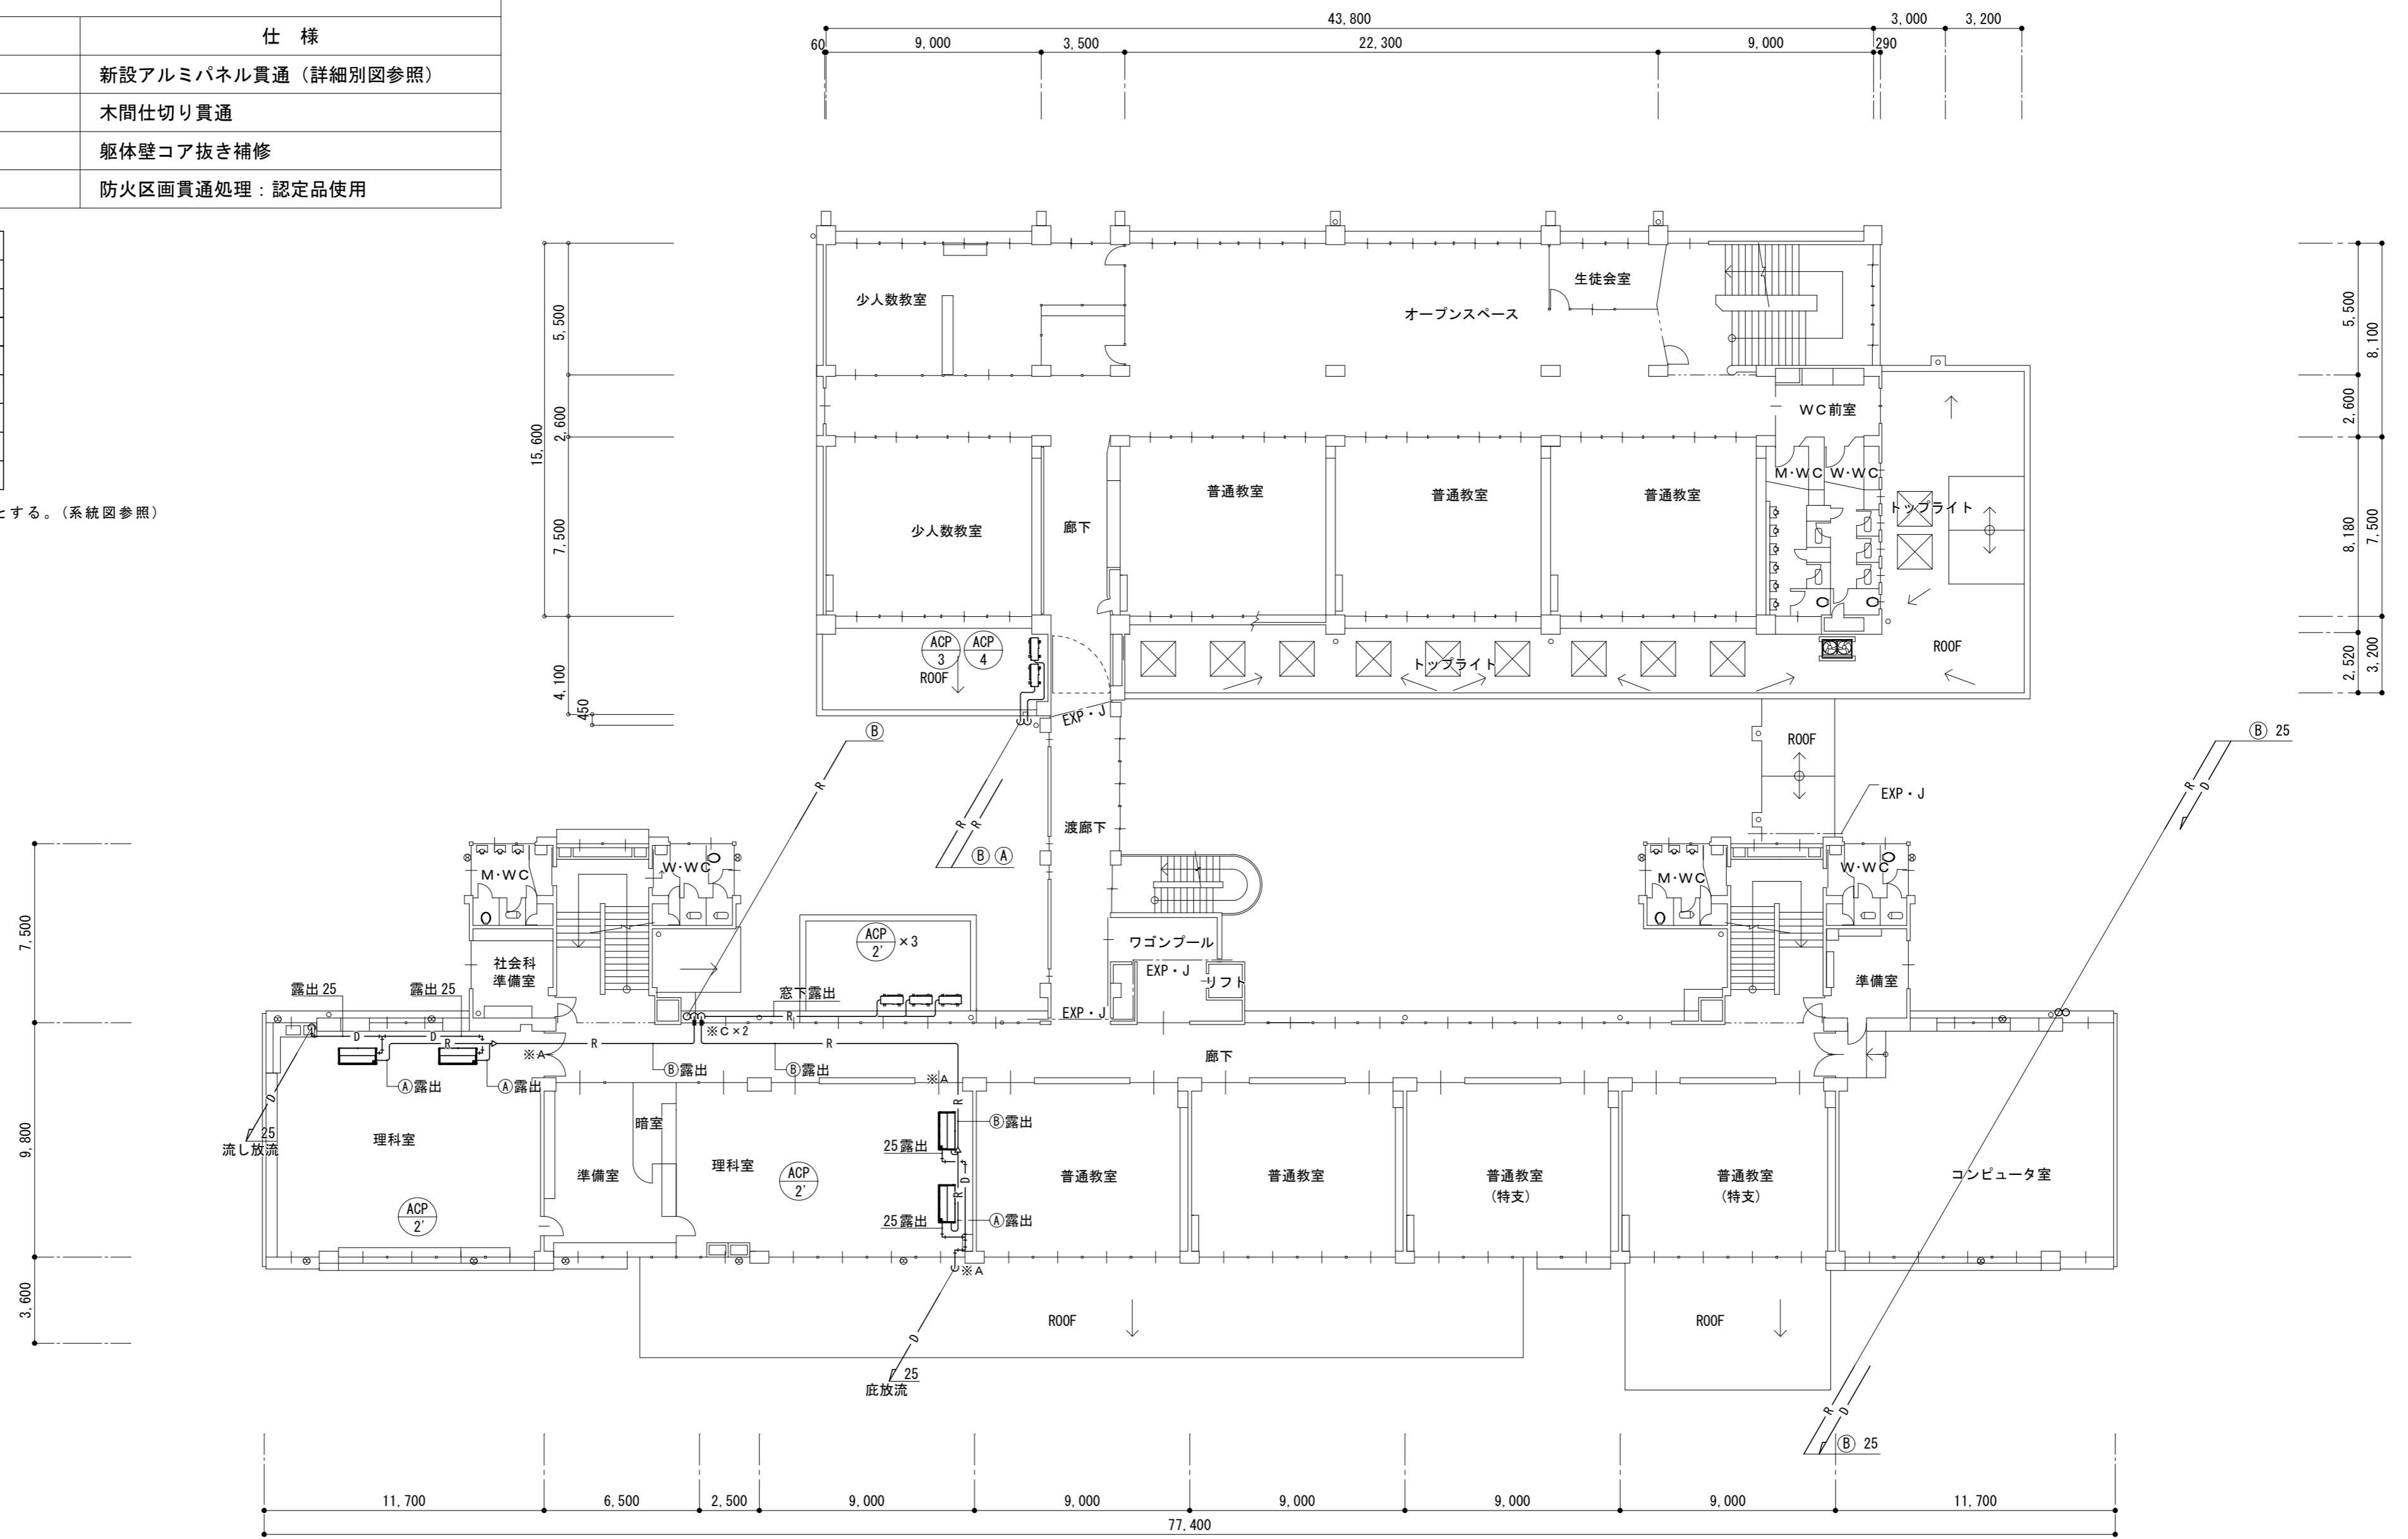 仕 様
新設アルミパネル貫通（詳細別図参照）
木間仕切り貫通
躯体壁コア抜き補修
防火区画貫通処理：認定品使用
とする。（系統図参照）
43,800
3,000
3,200
60
9,000
3,500
22,300
9,000
290
15,600
5,500
2,600
7,500
4,100
450
5,500
8,100
2,600
8,180
7,500
2,520
3,200
少人数教室
オープンスペース
生徒会室
WC前室
M・WC
W・WC
トップライト
少人数教室
廊下
普通教室
普通教室
普通教室
ACP
3
ACP
4
ROOF
トップライト
ROOF
EXP・J
Ⓑ
R
R
R
Ⓑ Ⓐ
渡廊下
ROOF
EXP・J
Ⓑ 25
R
D
7,500
9,800
3,600
M・WC
W・WC
社会科
準備室
ACP
2'
×3
ワゴンプール
EXP・J
リフト
EXP・J
M・WC
W・WC
準備室
露出 25
露出 25
窓下露出
R
※C×2
D
D
R
R
R
※A
Ⓐ露出
Ⓐ露出
Ⓑ露出
Ⓑ露出
※A
廊下
D
25
流し放流
理科室
ACP
2'
準備室
暗室
理科室
ACP
2'
R
Ⓑ露出
25露出
D
R
25露出
Ⓐ露出
※A
普通教室
普通教室
普通教室
（特支）
普通教室
（特支）
コンピュータ室
D
25
庇放流
ROOF
ROOF
R
D
Ⓑ 25
11,700
6,500
2,500
9,000
9,000
9,000
9,000
9,000
11,700
77,400